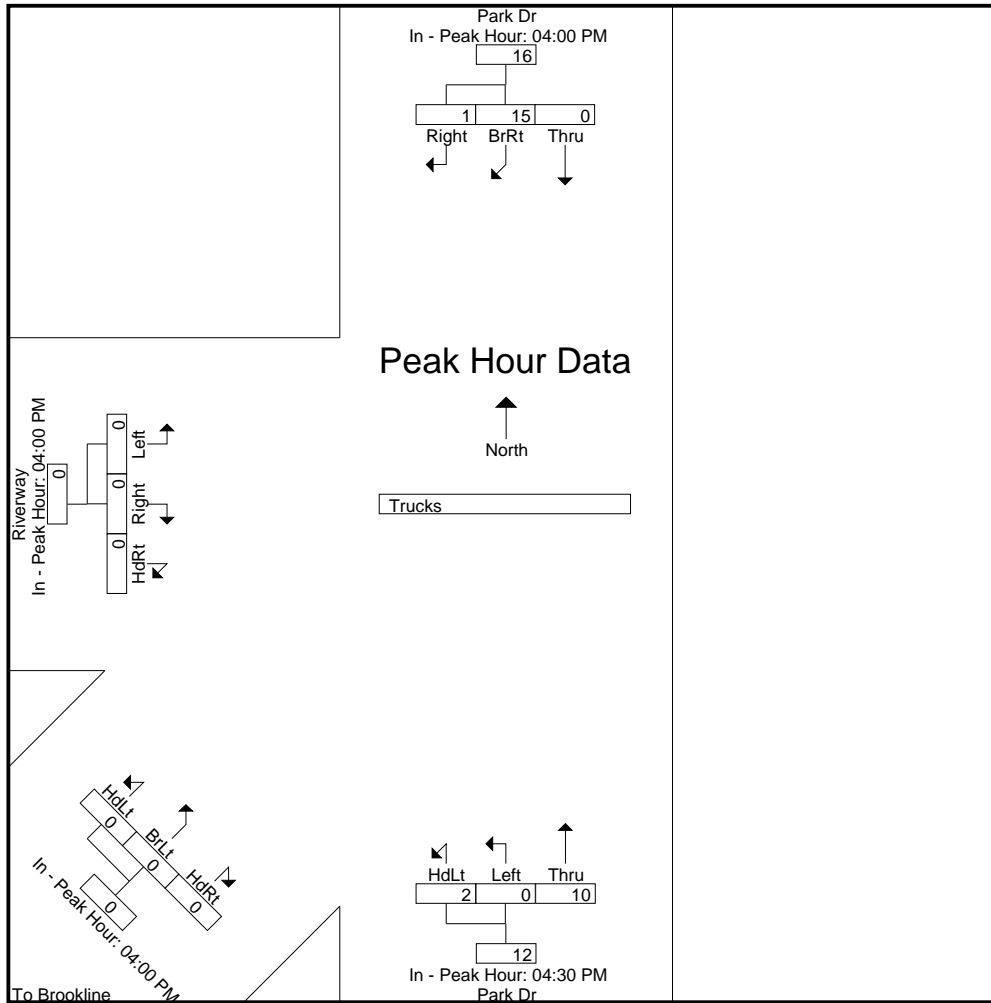 Park Dr
In - Peak Hour: 04:00 PM
16
1 15 0
Right BrRt Thru
Peak Hour Data
North
Trucks
Riverway
In - Peak Hour: 04:00 PM
0
0 0 0
Left Right HdRt
HdLt BrLt HdRt
0 0 0
0
In - Peak Hour: 04:00 PM
To Brookline
HdLt Left Thru
2 0 10
12
In - Peak Hour: 04:30 PM
Park Dr